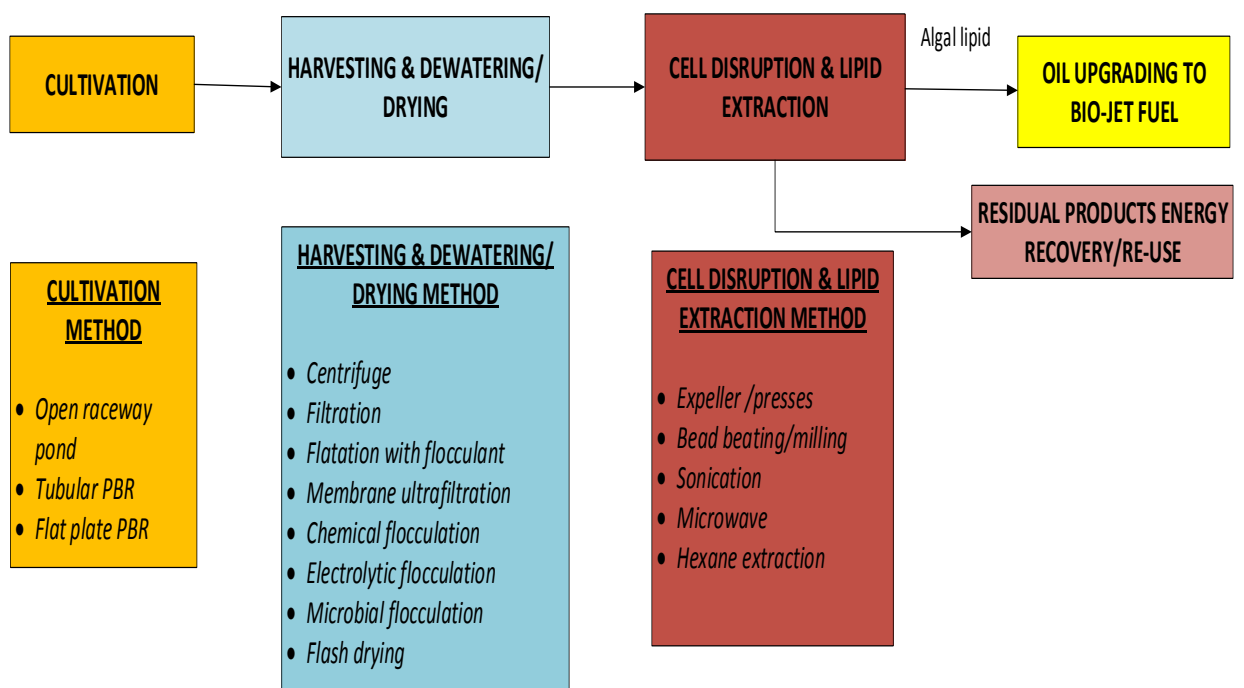 Algal lipid
CULTIVATION
HARVESTING & DEWATERING/
DRYING
CELL DISRUPTION & LIPID
EXTRACTION
OIL UPGRADING TO
BIO-JET FUEL
RESIDUAL PRODUCTS ENERGY
RECOVERY/RE-USE
CULTIVATION
METHOD
• Open raceway
pond
• Tubular PBR
• Flat plate PBR
HARVESTING & DEWATERING/
DRYING METHOD
• Centrifuge
• Filtration
• Flatation with flocculant
• Membrane ultrafiltration
• Chemical flocculation
• Electrolytic flocculation
• Microbial flocculation
• Flash drying
CELL DISRUPTION & LIPID
EXTRACTION METHOD
• Expeller /presses
• Bead beating/milling
• Sonication
• Microwave
• Hexane extraction